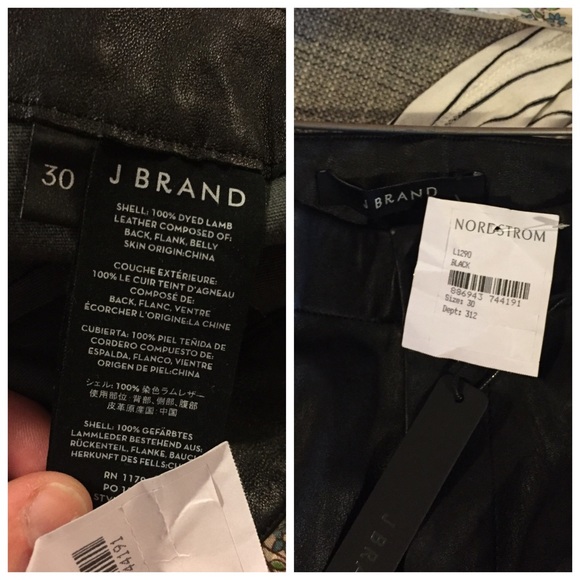 30
J BRAND
SHELL: 100% DYED LAMB
LEATHER COMPOSED OF:
BACK, FLANK, BELLY
SKIN ORIGIN:CHINA
COUCHE EXTÉRIEURE:
100% LE CUIR TEINT D'AGNEAU
COMPOSÉ DE:
BACK, FLANC, VENTRE
ÉCORCHER L'ORIGINE:LA CHINE
CUBIERTA: 100% PIEL TEÑIDA DE
CORDERO COMPUESTO DE:
ESPALDA, FLANCO, VIENTRE
ORIGEN DE PIEL:CHINA
シェル: 100% 染色ラムレザー
使用部位: 背部、側部、腹部
皮革原産国: 中国
SHELL: 100% GEFÄRBTES
LAMMLEDER BESTEHEND AUS:
RÜCKENTEIL, FLANKE, BAUCH
HERKUNFT DES FELLS:
RN
PO
44191
J BRAND
NORDSTROM
L1290
BLACK
886943 744191
Size: 30
Dept: 312
J BRA